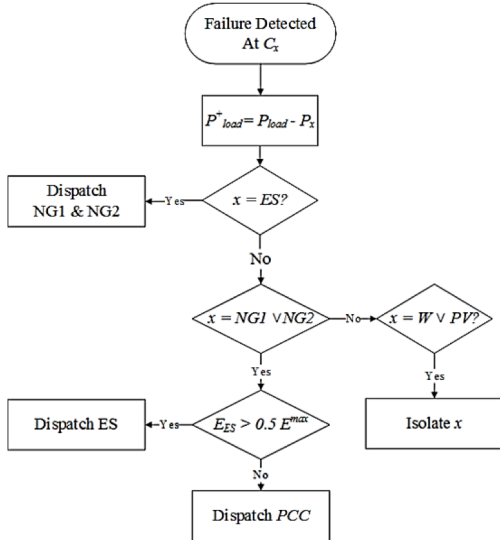 Failure Detected
At Cx
P+load = Pload - Px
Dispatch
NG1 & NG2
Yes
x = ES?
No
x = NG1 ∨NG2
No
x = W ∨ PV?
Yes
Yes
Dispatch ES
Yes
EES > 0.5 Emax
Isolate x
No
Dispatch PCC